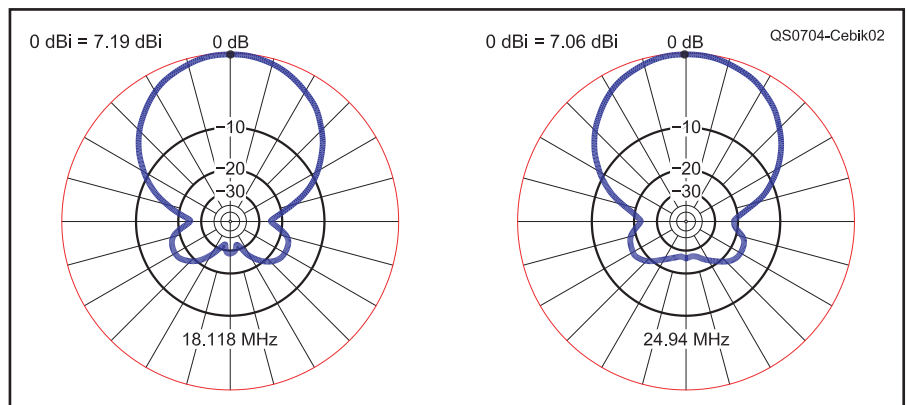 0 dBi = 7.19 dBi
0 dB
−10
−20
−30
18.118 MHz
0 dBi = 7.06 dBi
0 dB
QS0704-Cebik02
−10
−20
−30
24.94 MHz